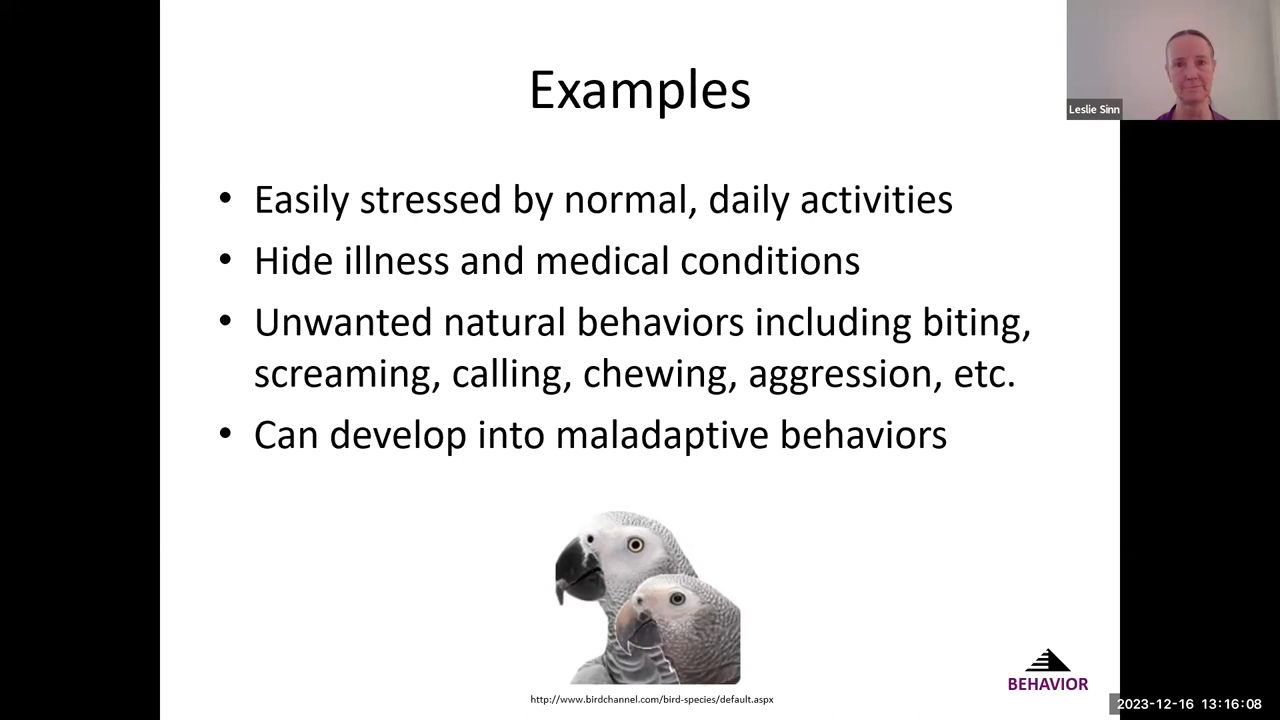 Examples
Leslie Sinn
• Easily stressed by normal, daily activities
• Hide illness and medical conditions
• Unwanted natural behaviors including biting,
screaming, calling, chewing, aggression, etc.
• Can develop into maladaptive behaviors
http://www.birdchannel.com/bird-species/default.aspx
BEHAVIOR
2023-12-16 13:16:08